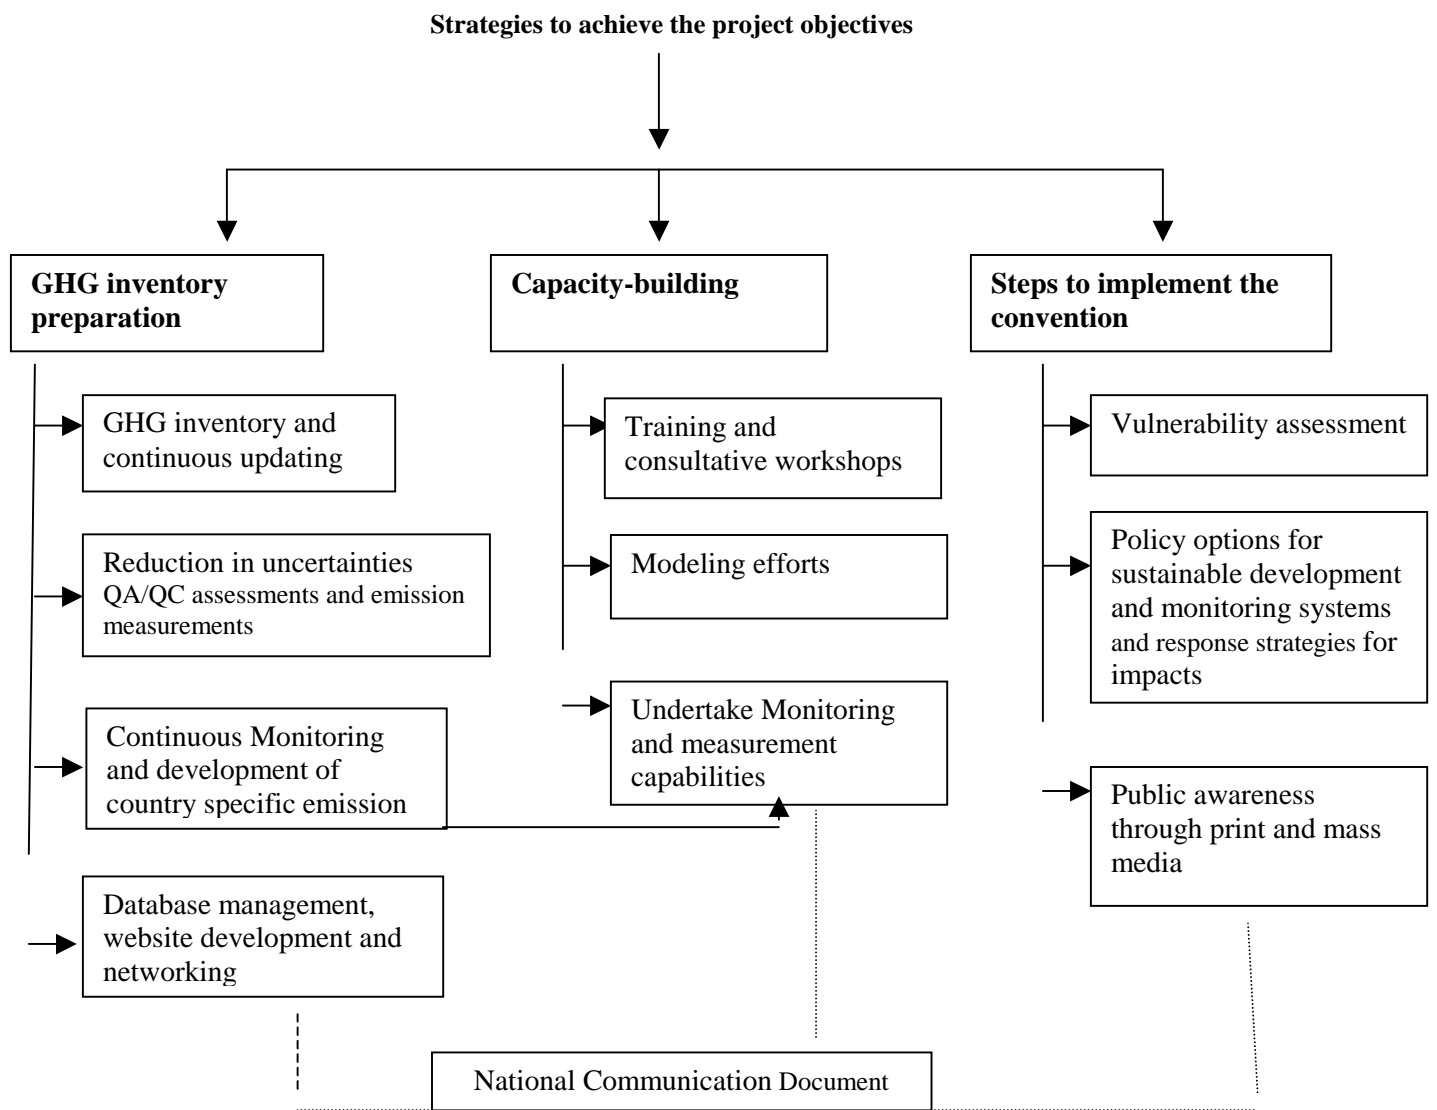 Strategies to achieve the project objectives
GHG inventory
preparation
GHG inventory and
continuous updating
Reduction in uncertainties
QA/QC assessments and emission
measurements
Continuous Monitoring
and development of
country specific emission
Database management,
website development and
networking
Capacity-building
Training and
consultative workshops
Modeling efforts
Undertake Monitoring
and measurement
capabilities
Steps to implement the
convention
Vulnerability assessment
Policy options for
sustainable development
and monitoring systems
and response strategies for
impacts
Public awareness
through print and mass
media
National Communication Document